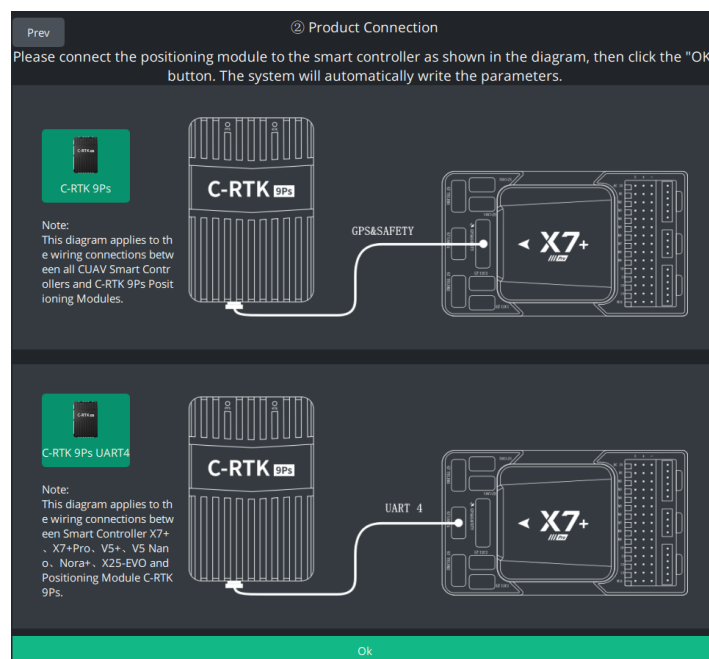 Prev
② Product Connection
Please connect the positioning module to the smart controller as shown in the diagram, then click the "OK
button. The system will automatically write the parameters.
C-RTK 9Ps
Note:
This diagram applies to th
e wiring connections betw
een all CUAV Smart Contr
ollers and C-RTK 9Ps Posit
ioning Modules.
C-RTK 9Ps
GPS&SAFETY
X7+
Pro
C-RTK 9Ps UART4
Note:
This diagram applies to th
e wiring connections betw
een Smart Controller X7+
、X7+Pro、V5+、V5 Nan
o、Nora+、X25-EVO and
Positioning Module C-RTK
9Ps.
C-RTK 9Ps
UART 4
X7+
Pro
Ok